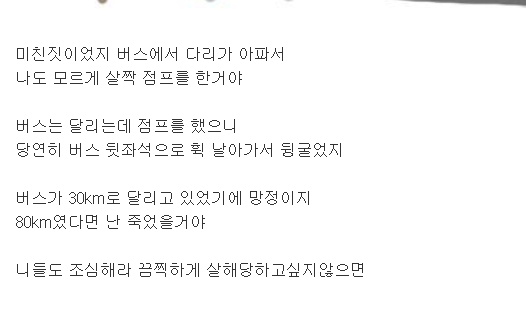 미친짓이었지 버스에서 다리가 아파서
나도 모르게 살짝 점프를 한거야
버스는 달리는데 점프를 했으니
당연히 버스 뒷좌석으로 휙 날아가서 뒹굴었지
버스가 30km로 달리고 있었기에 망정이지
80km였다면 난 죽었을거야
니들도 조심해라 끔찍하게 살해당하고싶지않으면